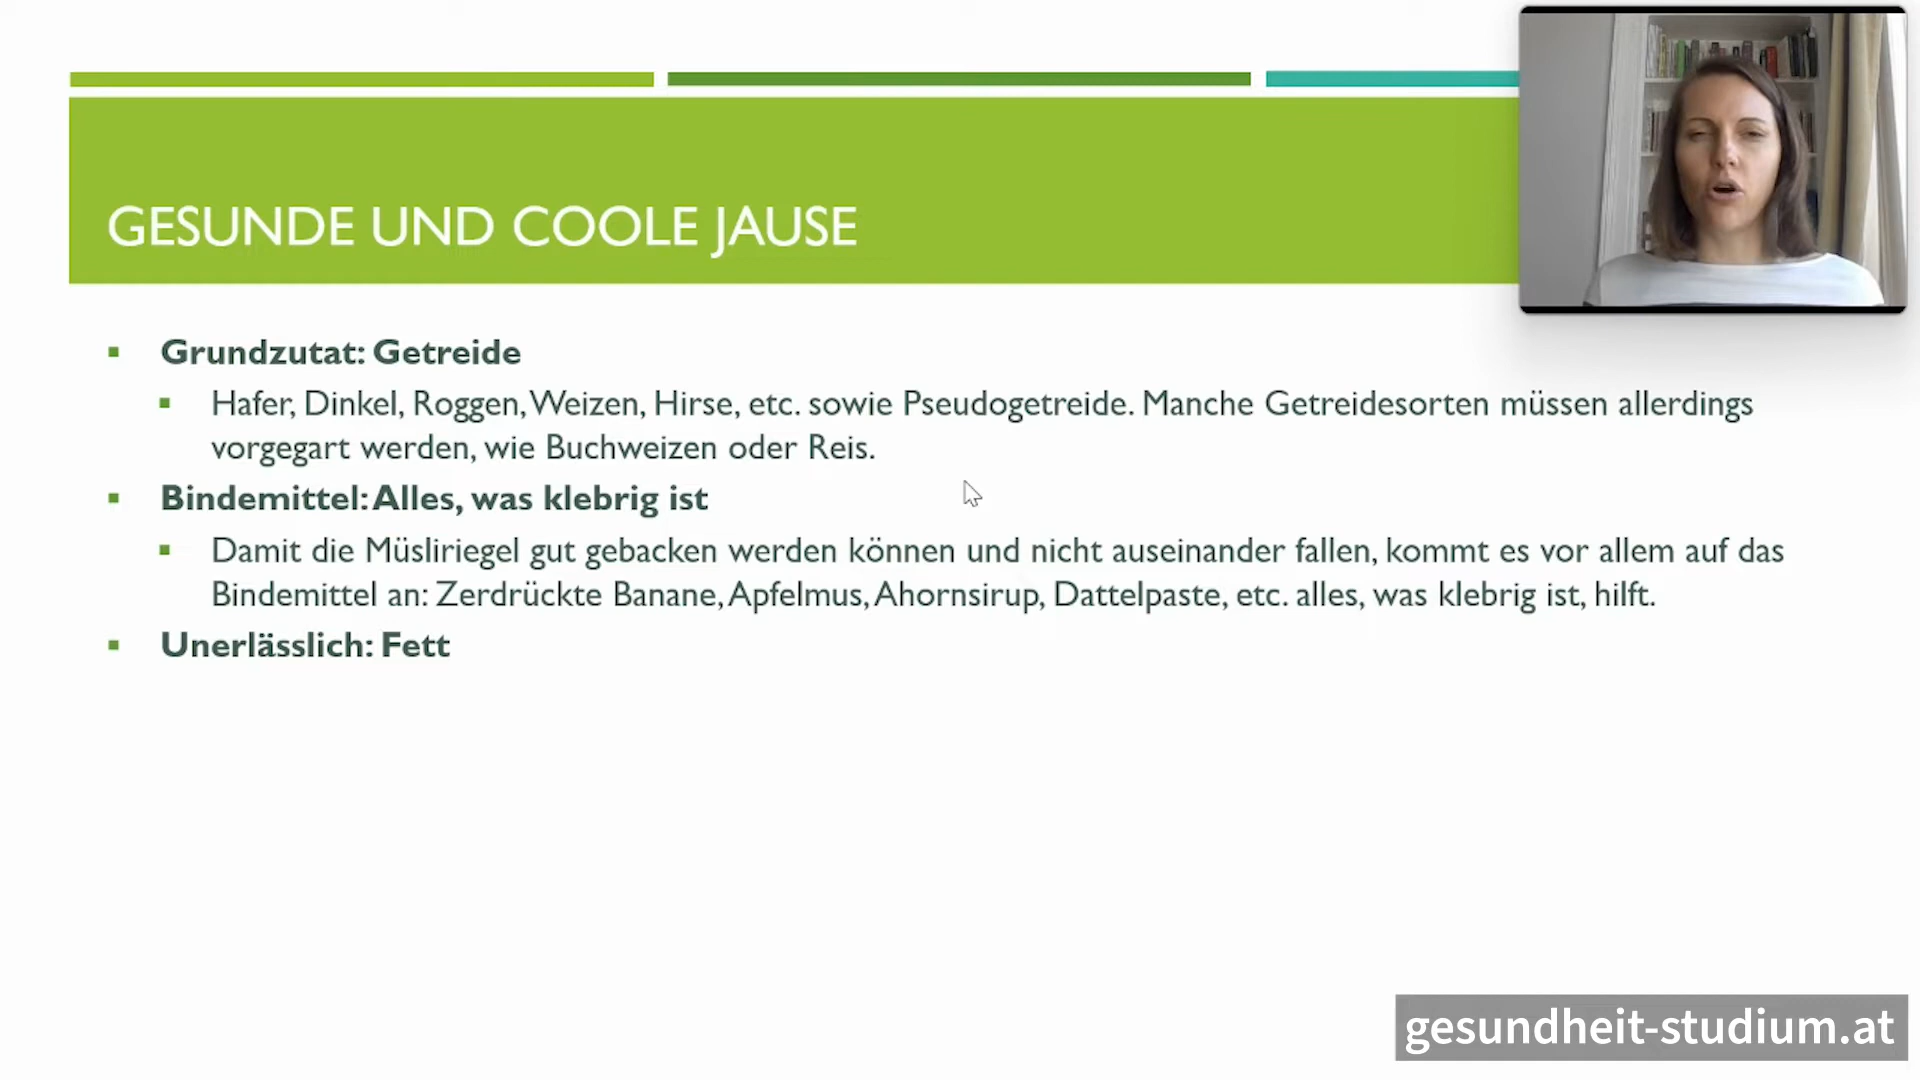 GESUNDE UND COOLE JAUSE
Grundzutat: Getreide
Hafer, Dinkel, Roggen, Weizen, Hirse, etc. sowie Pseudogetreide. Manche Getreidesorten müssen allerdings
vorgegart werden, wie Buchweizen oder Reis.
Bindemittel: Alles, was klebrig ist
Damit die Müsliriegel gut gebacken werden können und nicht auseinander fallen, kommt es vor allem auf das
Bindemittel an: Zerdrückte Banane, Apfelmus, Ahornsirup, Dattelpaste, etc. alles, was klebrig ist, hilft.
Unerlässlich: Fett
gesundheit-studium.at